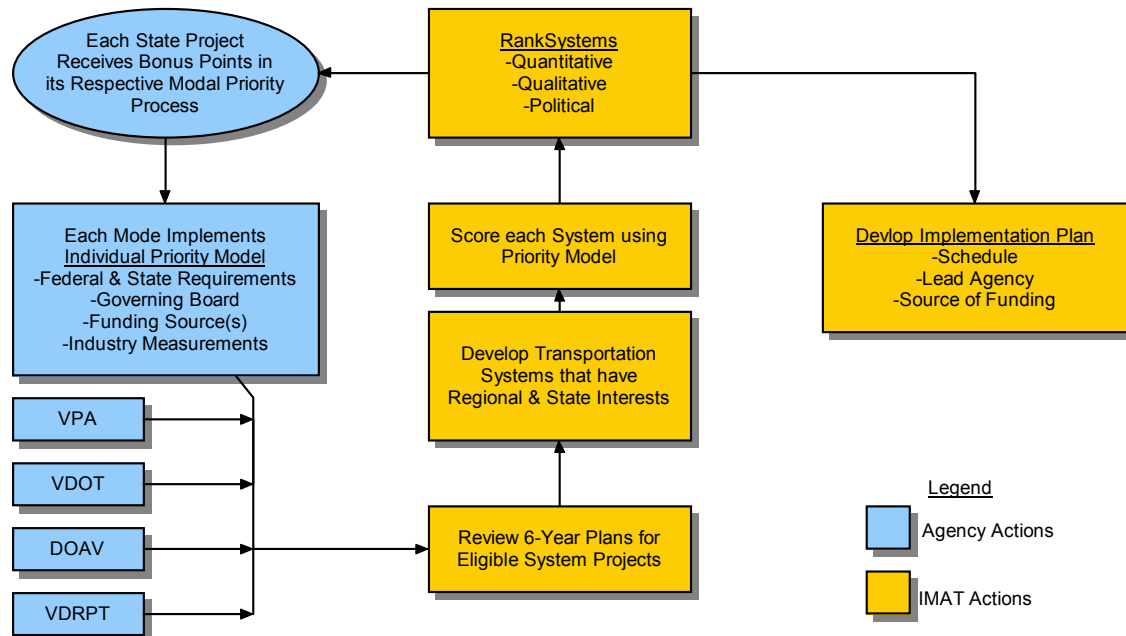 Each State Project
Receives Bonus Points in
its Respective Modal Priority
Process
RankSystems
-Quantitative
-Qualitative
-Political
Each Mode Implements
Individual Priority Model
-Federal & State Requirements
-Governing Board
-Funding Source(s)
-Industry Measurements
Score each System using
Priority Model
Devlop Implementation Plan
-Schedule
-Lead Agency
-Source of Funding
Develop Transportation
Systems that have
Regional & State Interests
VPA
VDOT
DOAV
VDRPT
Review 6-Year Plans for
Eligible System Projects
Legend
Agency Actions
IMAT Actions